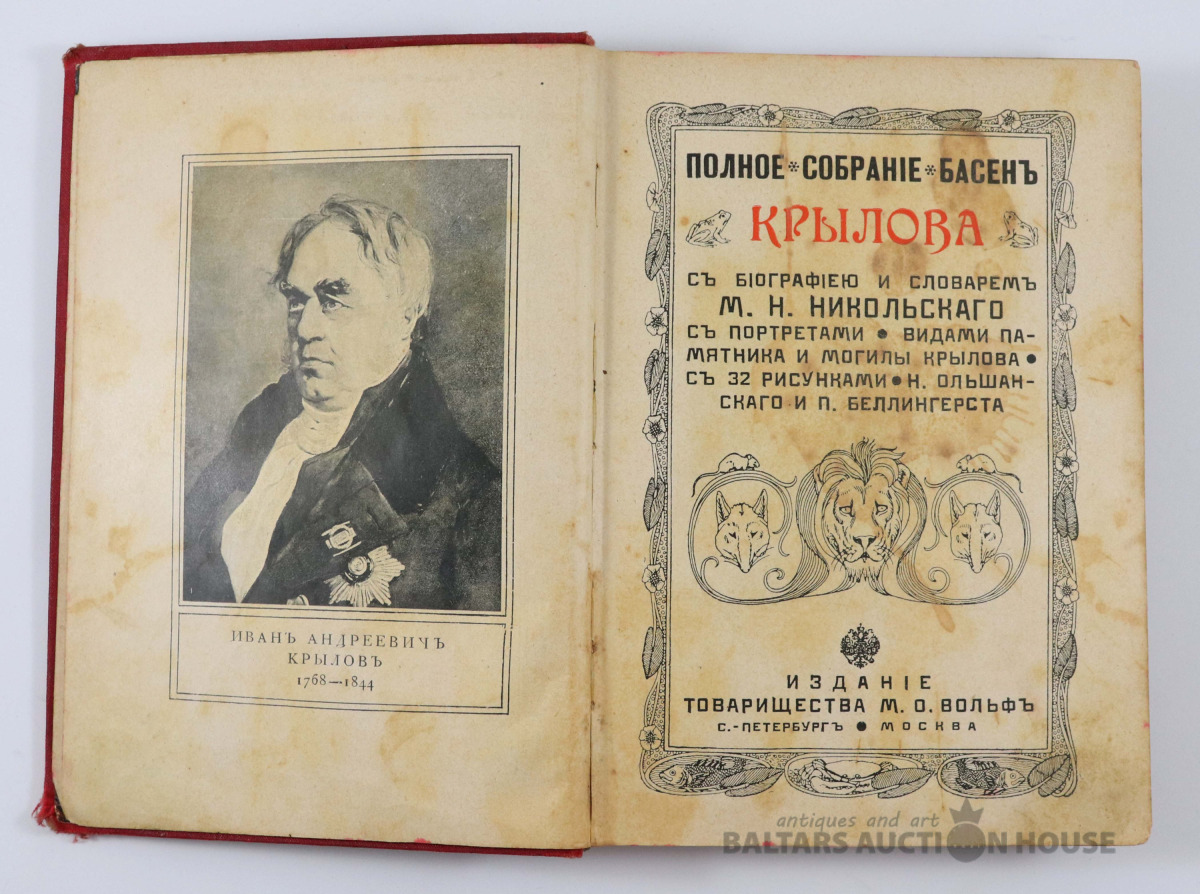 ИВАНЪ АНДРЕЕВИЧЪ
КРЫЛОВЪ
1768—1844
ПОЛНОЕ * СОБРАНІЕ * БАСЕНЪ
КРЫЛОВА
СЪ БІОГРАФІЕЮ И СЛОВАРЕМЪ
М. Н. НИКОЛЬСКАГО
СЪ ПОРТРЕТАМИ ● ВИДАМИ ПА-
МЯТНИКА И МОГИЛЫ КРЫЛОВА ●
СЪ 32 РИСУНКАМИ ● Н. ОЛЬШАН-
СКАГО И П. БЕЛЛИНГЕРСТА
ИЗДАНІЕ
ТОВАРИЩЕСТВА М. О. ВОЛЬФЪ
С.-ПЕТЕРБУРГЪ ● МОСКВА
antiques and art
BALTARS AUCTION HOUSE